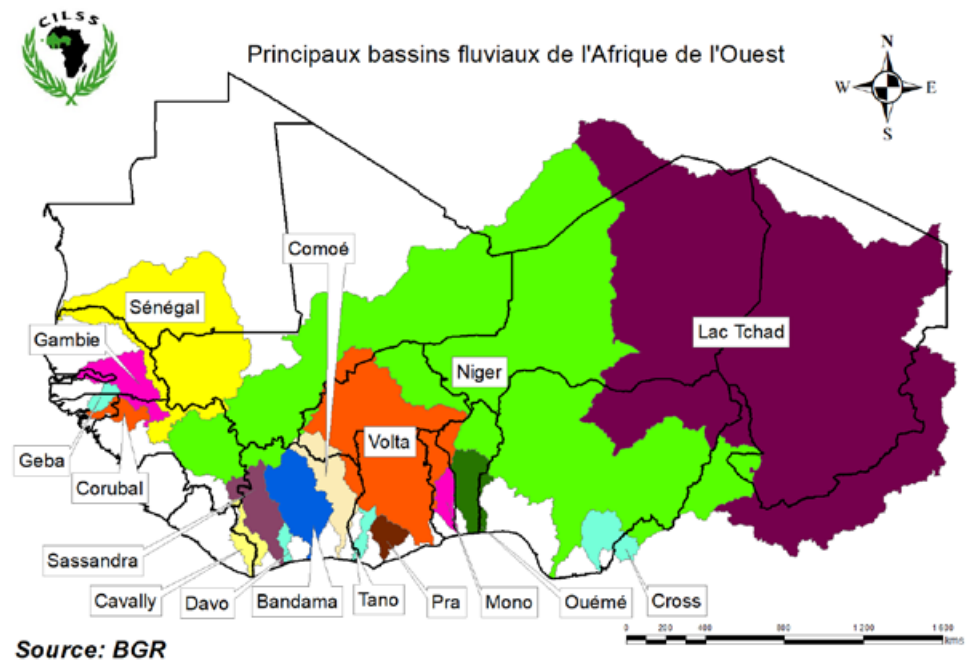 CILSS
Principaux bassins fluviaux de l'Afrique de l'Ouest
N
W E
S
Comoé
Sénégal
Gambie
Lac Tchad
Niger
Volta
Geba
Corubal
Sassandra
Cavally
Davo
Bandama
Tano
Pra
Mono
Ouémé
Cross
Source: BGR
0 200 400 800 1 200 1 600
kms